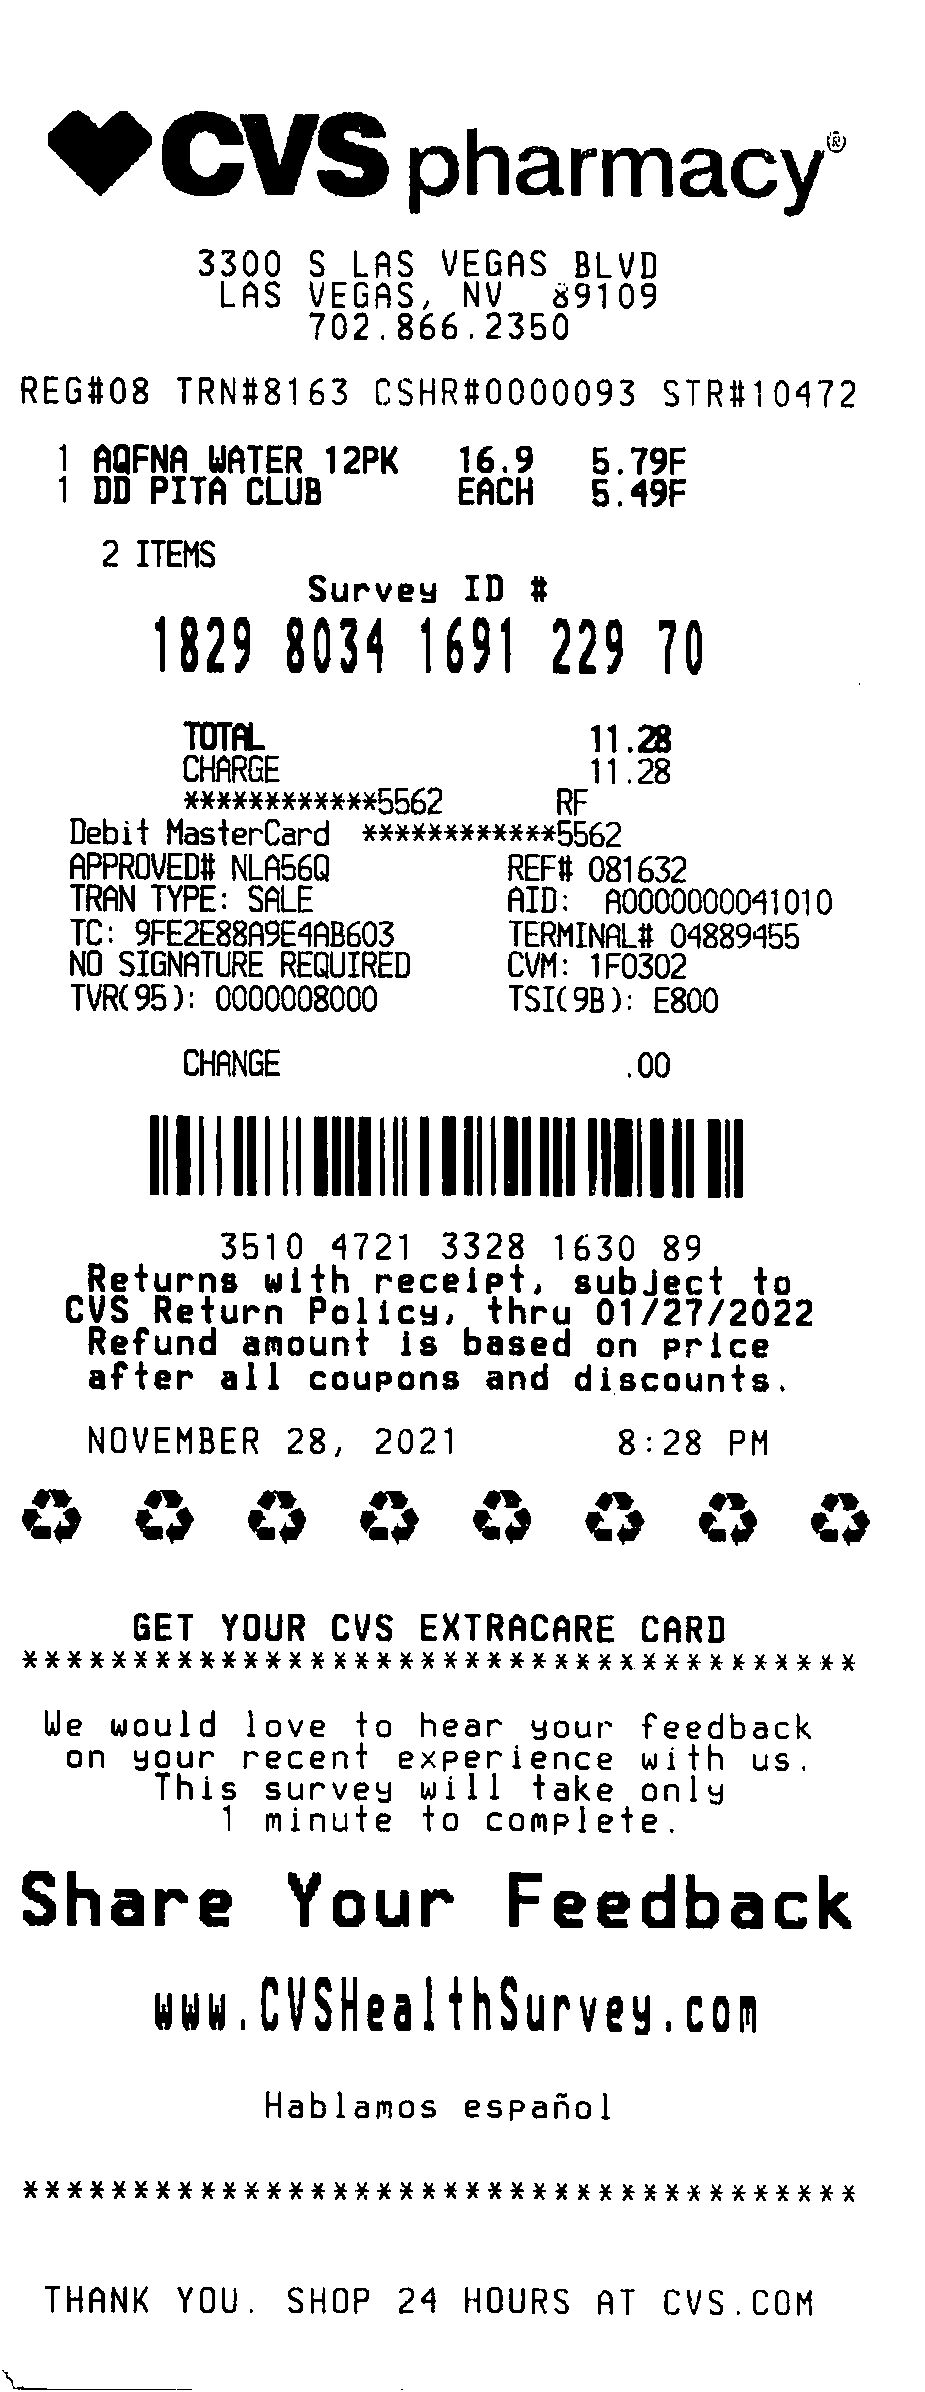 CVS pharmacy®
3300 S LAS VEGAS BLVD
LAS VEGAS, NV 89109
702.866.2350
REG#08 TRN#8163 CSHR#0000093 STR#10472
1 AQFNA WATER 12PK 16.9 5.79F
1 DD PITA CLUB EACH 5.49F
2 ITEMS
Survey ID #
1829 8034 1691 229 70
TOTAL 11.28
CHARGE 11.28
************5562 RF
Debit MasterCard ************5562
APPROVED# NLA56Q REF# 081632
TRAN TYPE: SALE AID: A0000000041010
TC: 9FE2E88A9E4AB603 TERMINAL# 04889455
NO SIGNATURE REQUIRED CVM: 1F0302
TVR(95): 0000008000 TSI(9B): E800
CHANGE .00
3510 4721 3328 1630 89
Returns with receipt, subject to
CVS Return Policy, thru 01/27/2022
Refund amount is based on price
after all coupons and discounts.
NOVEMBER 28, 2021 8:28 PM
GET YOUR CVS EXTRACARE CARD
**************************************
We would love to hear your feedback
on your recent experience with us.
This survey will take only
1 minute to complete.
Share Your Feedback
www.CVSHealthSurvey.com
Hablamos español
**************************************
THANK YOU. SHOP 24 HOURS AT CVS.COM